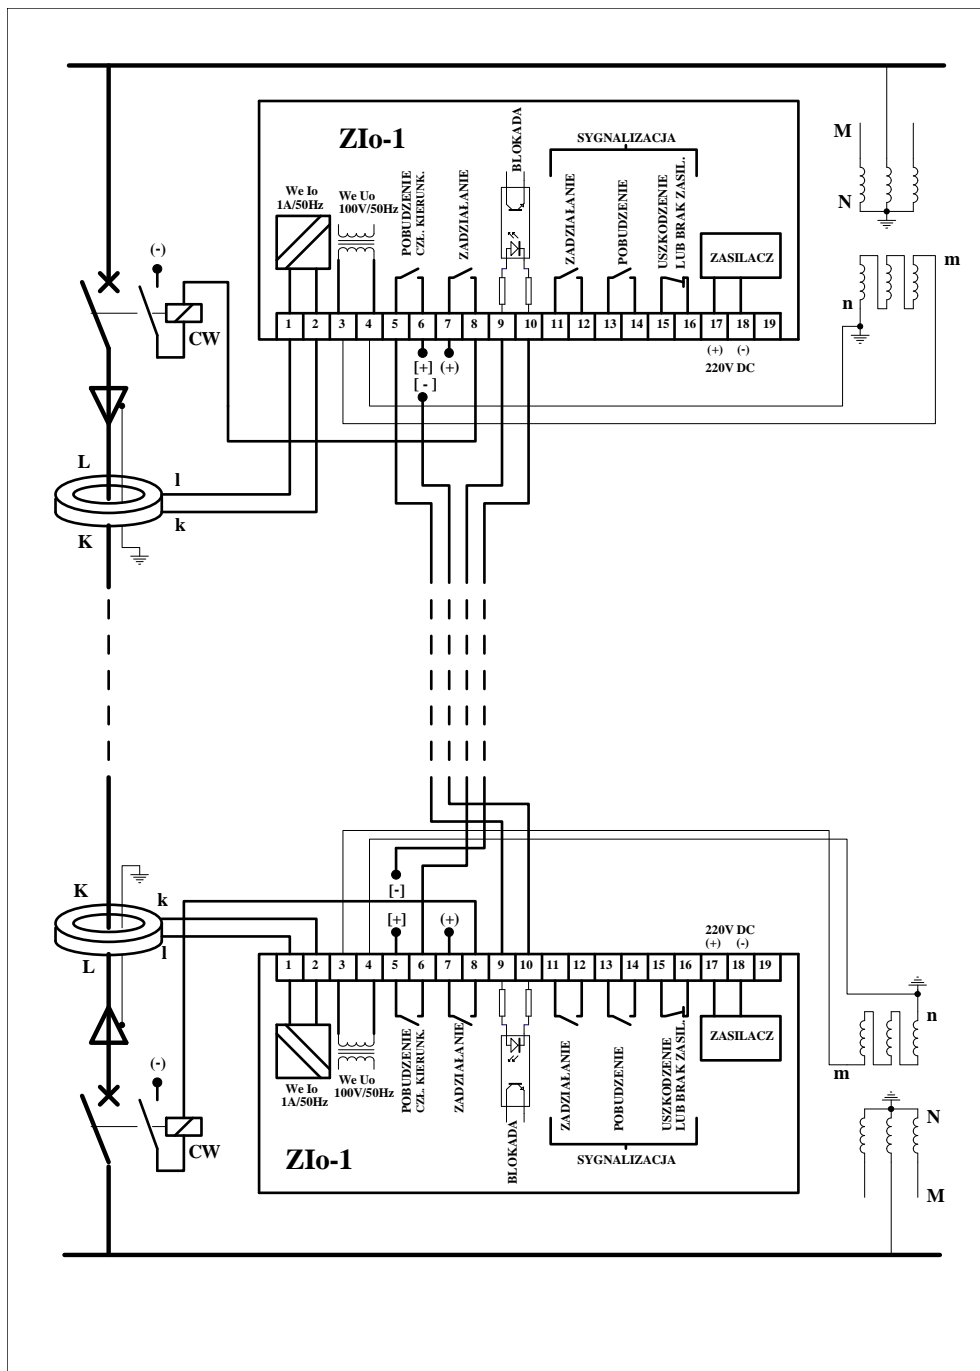 ZIo-1
BLOKADA
SYGNALIZACJA
We Io
1A/50Hz
We Uo
100V/50Hz
POBUDZENIE
CZŁ. KIERUNK.
ZADZIAŁANIE
ZADZIAŁANIE
POBUDZENIE
USZKODZENIE
LUB BRAK ZASIL.
ZASILACZ
M
N
m
n
(-)
CW
1 2 3 4 5 6 7 8 9 10 11 12 13 14 15 16 17 18 19
[+] (+)
[ - ]
(+) (-)
220V DC
L
l
k
K
K
k
l
L
[-]
[+] (+)
220V DC
(+) (-)
1 2 3 4 5 6 7 8 9 10 11 12 13 14 15 16 17 18 19
We Io
1A/50Hz
We Uo
100V/50Hz
POBUDZENIE
CZŁ. KIERUNK.
ZADZIAŁANIE
BLOKADA
ZADZIAŁANIE
POBUDZENIE
USZKODZENIE
LUB BRAK ZASIL.
ZASILACZ
SYGNALIZACJA
ZIo-1
(-)
CW
n
m
N
M